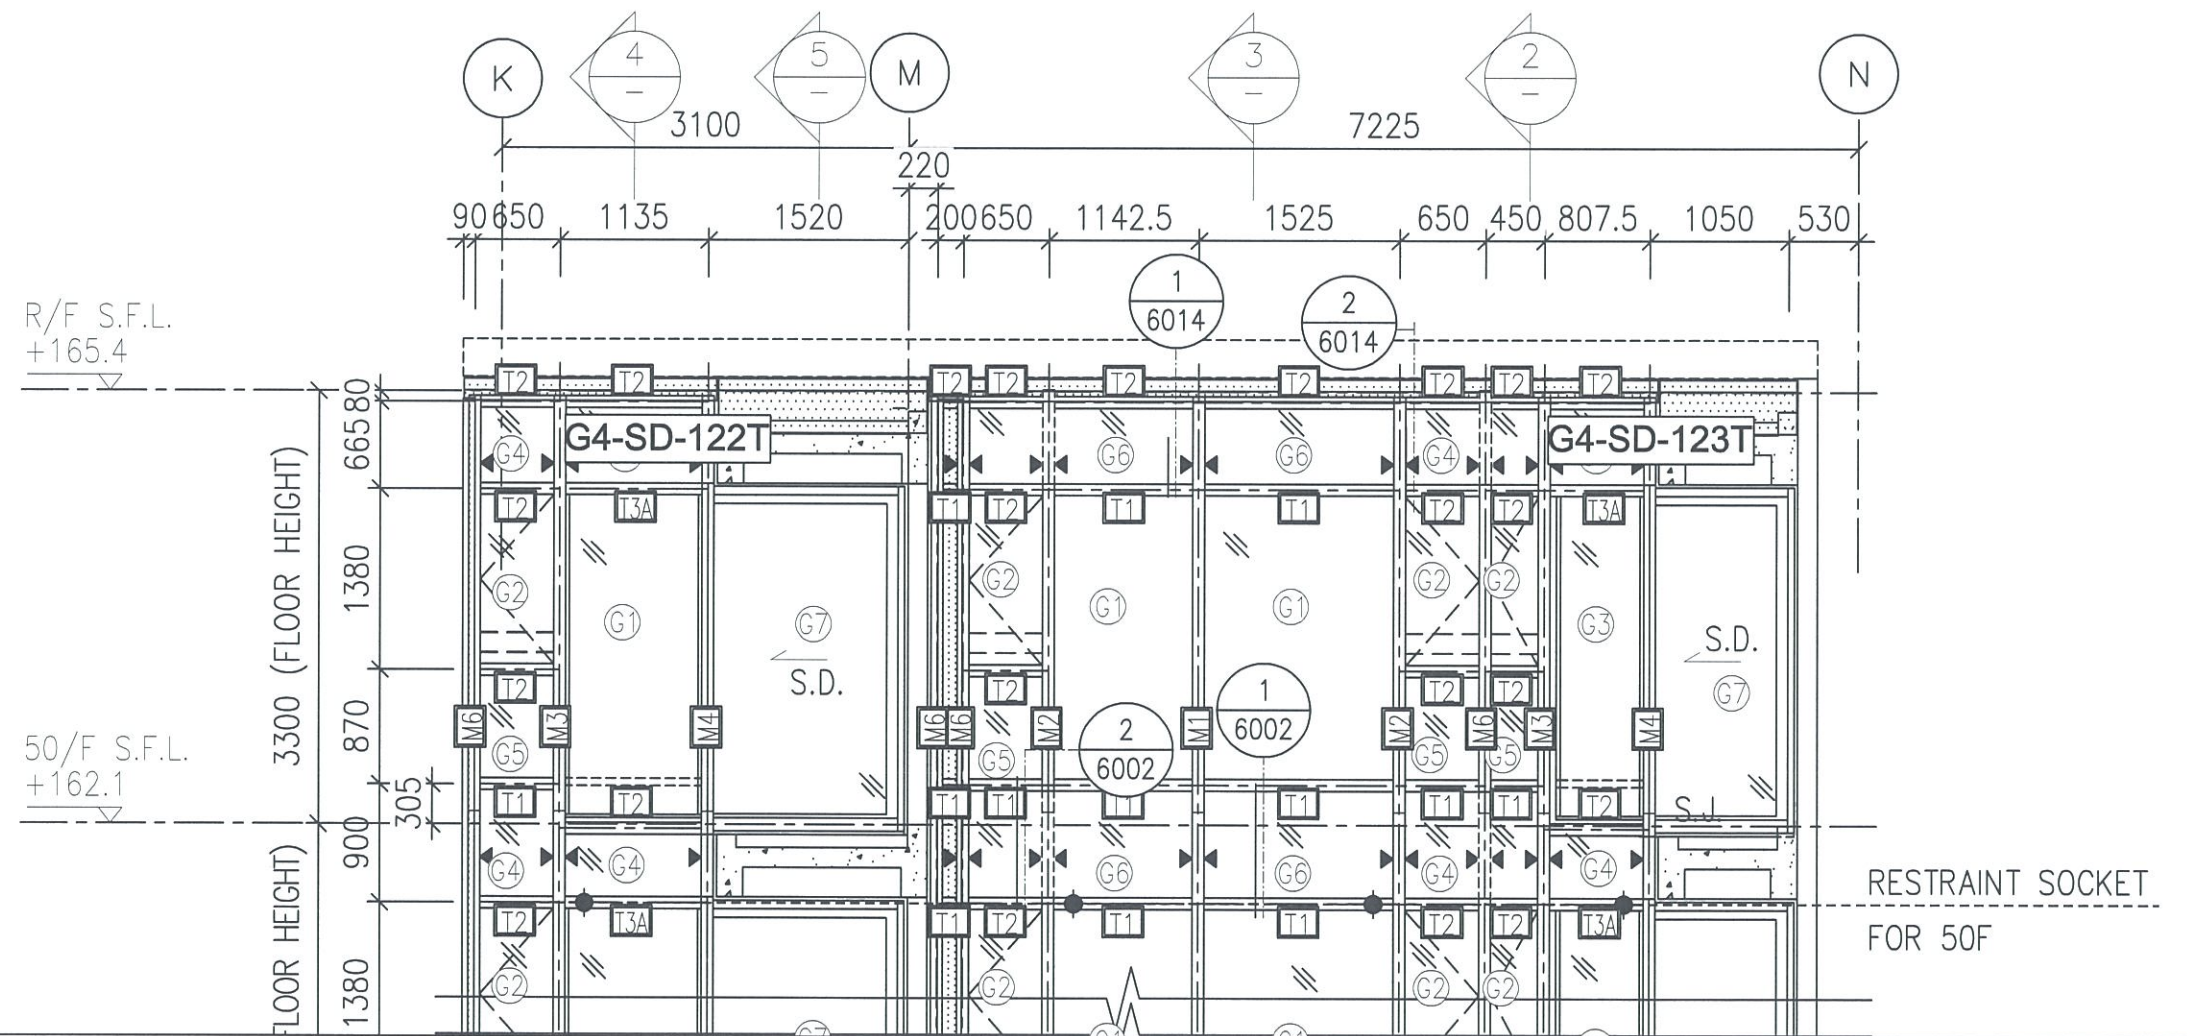 K
4
–
5
–
M
3
–
2
–
N
3100
7225
220
90
650
1135
1520
200
650
1142.5
1525
650
450
807.5
1050
530
1
6014
2
6014
R/F S.F.L.
+165.4
T2
T2
T2
T2
T2
T2
T2
T2
T2
80
665
G4
G4-SD-122T
G6
G6
G4
G4-SD-123T
T2
T3A
T1
T2
T1
T1
T2
T2
T3A
3300 (FLOOR HEIGHT)
1380
G2
G1
G7
S.D.
G2
G1
G1
G2
G2
G3
S.D.
G7
T2
T2
T2
T2
M6
M3
M4
M6
M6
M2
M1
M2
M6
M3
M4
870
G5
G5
G5
G5
2
6002
1
6002
50/F S.F.L.
+162.1
305
T1
T2
T1
T1
T1
T1
T1
T1
T2
S.J.
900
G4
G4
G6
G6
G4
G4
RESTRAINT SOCKET
FOR 50F
T2
T3A
T1
T2
T1
T1
T2
T2
T3A
FLOOR HEIGHT)
1380
G2
G2
G2
G2
G7
G1
G1